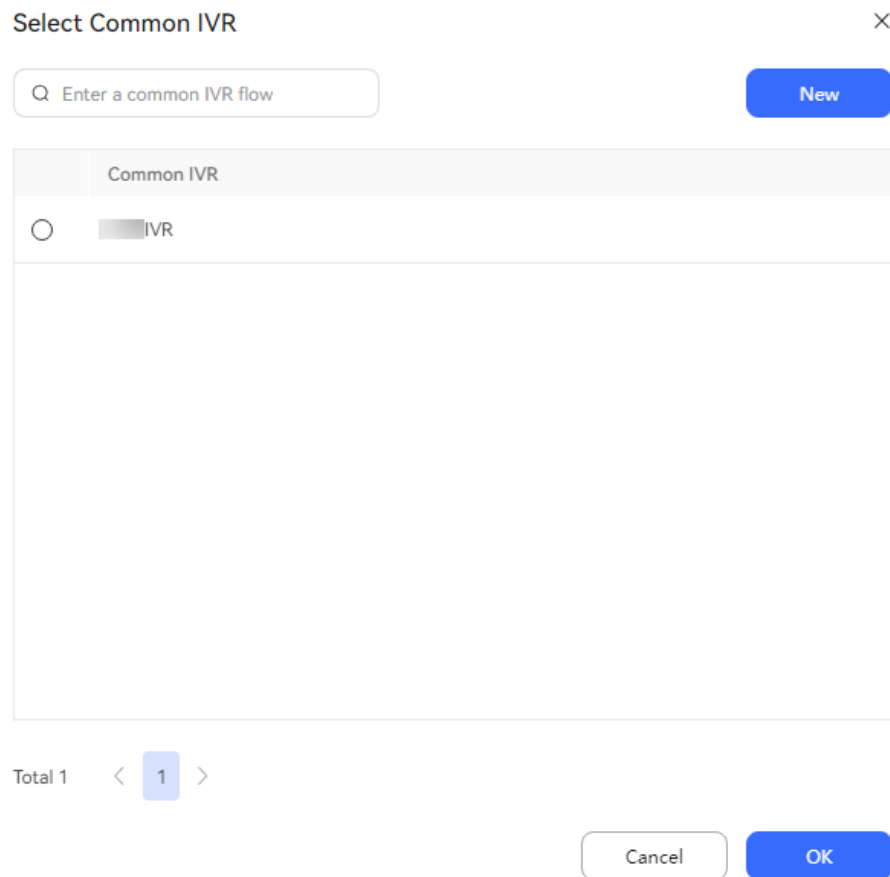 Select Common IVR
Enter a common IVR flow
New
Common IVR
IVR
Total 1
1
Cancel
OK